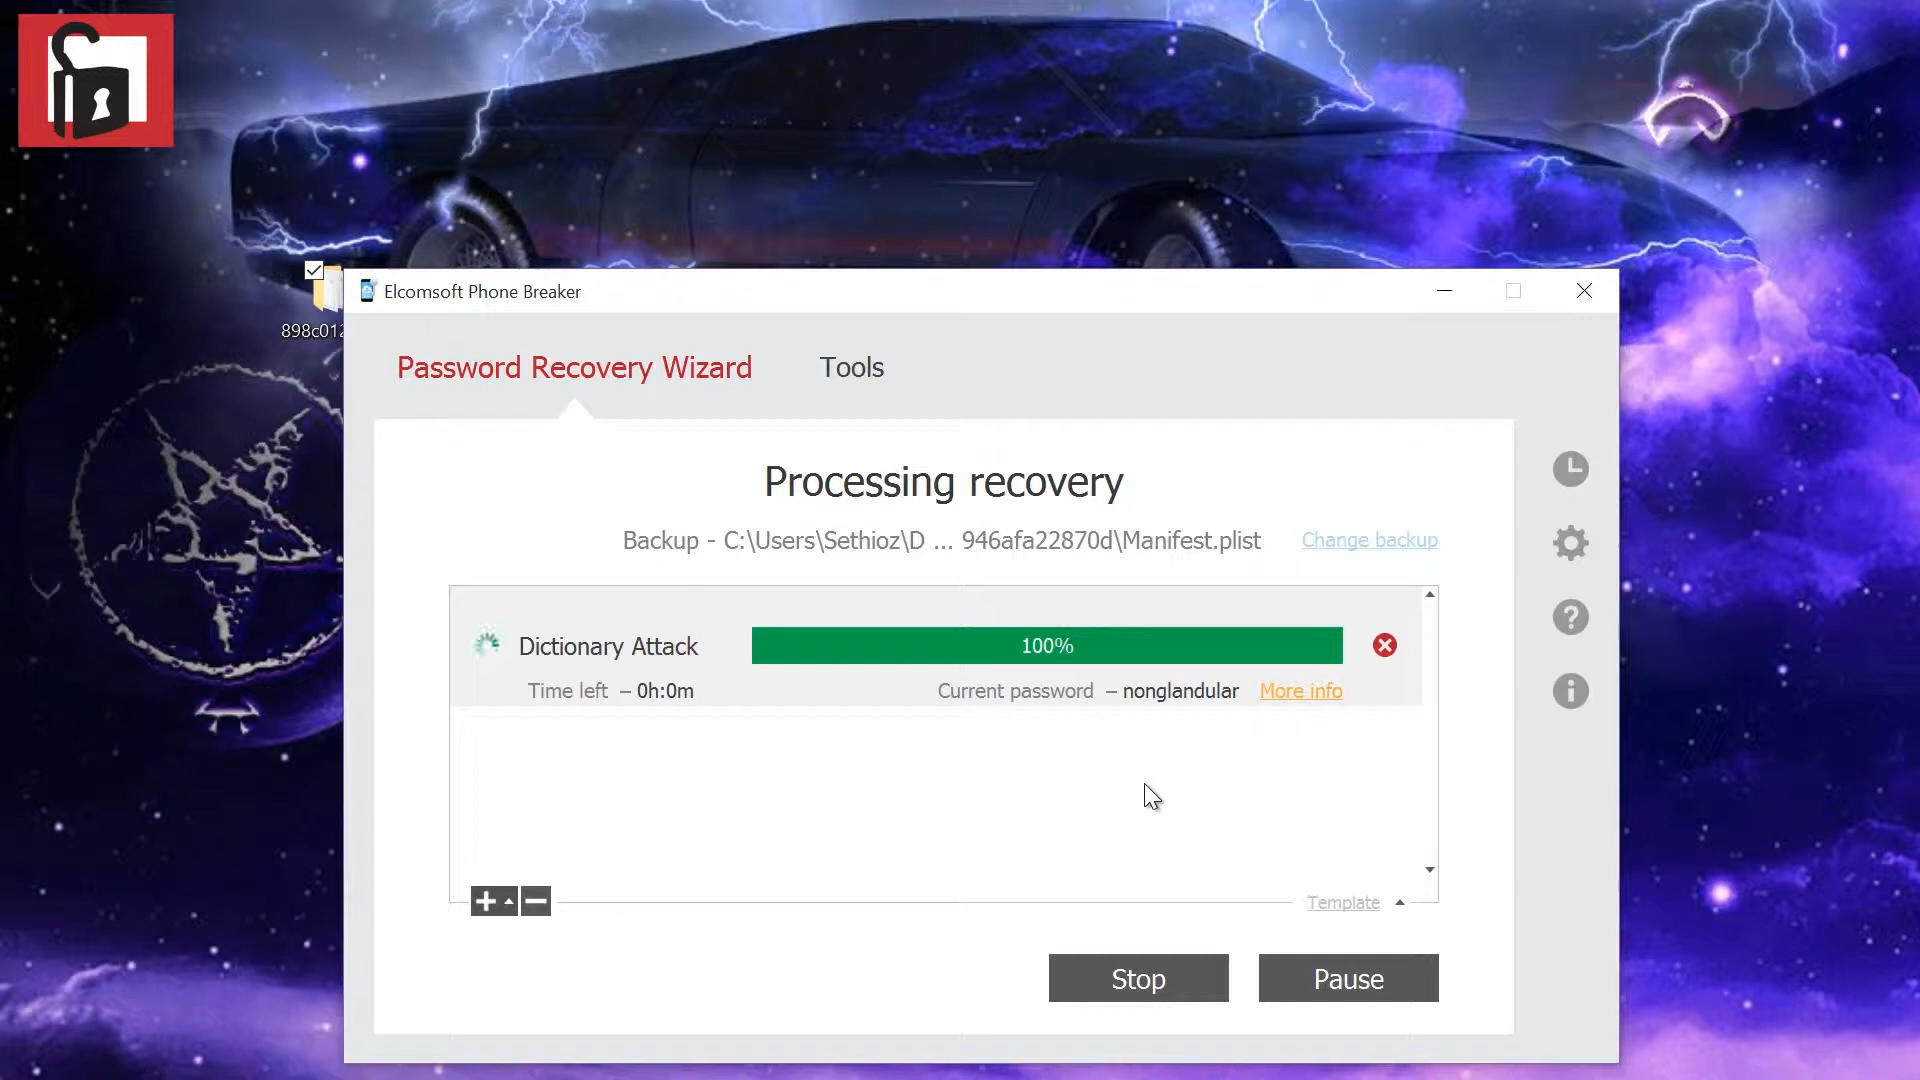 898c012
Elcomsoft Phone Breaker
Password Recovery Wizard
Tools
Processing recovery
Backup - C:\Users\Sethioz\D ... 946afa22870d\Manifest.plist
Change backup
Dictionary Attack
100%
Time left – 0h:0m
Current password – nonglandular
More info
Template
Stop
Pause